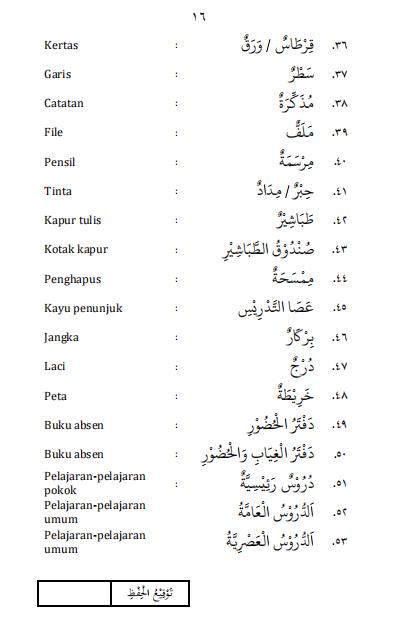 ١٦
٣٦. قِرْطَاسٌ / وَرَقٌ : Kertas
٣٧. سَطْرٌ : Garis
٣٨. مُذَكِّرَةٌ : Catatan
٣٩. مَلَفٌّ : File
٤٠. مِرْسَمَةٌ : Pensil
٤١. حِبْرٌ / مِدَادٌ : Tinta
٤٢. طَبَاشِيْرٌ : Kapur tulis
٤٣. صُنْدُوْقُ الطَّبَاشِيْرِ : Kotak kapur
٤٤. مِمْسَحَةٌ : Penghapus
٤٥. عَصَا التَّدْرِيْسِ : Kayu penunjuk
٤٦. بِرْكَارٌ : Jangka
٤٧. دُرْجٌ : Laci
٤٨. خَرِيْطَةٌ : Peta
٤٩. دَفْتَرُ الْحُضُوْرِ : Buku absen
٥٠. دَفْتَرُ الْغِيَابِ وَالْحُضُوْرِ : Buku absen
٥١. دُرُوْسٌ رَئِيْسِيَّةٌ : Pelajaran-pelajaran
pokok
٥٢. اَلدُّرُوْسُ الْعَامَّةُ Pelajaran-pelajaran
umum
٥٣. اَلدُّرُوْسُ الْعَصْرِيَّةُ Pelajaran-pelajaran
umum
تَوْقِيْعُ الْحِفْظِ